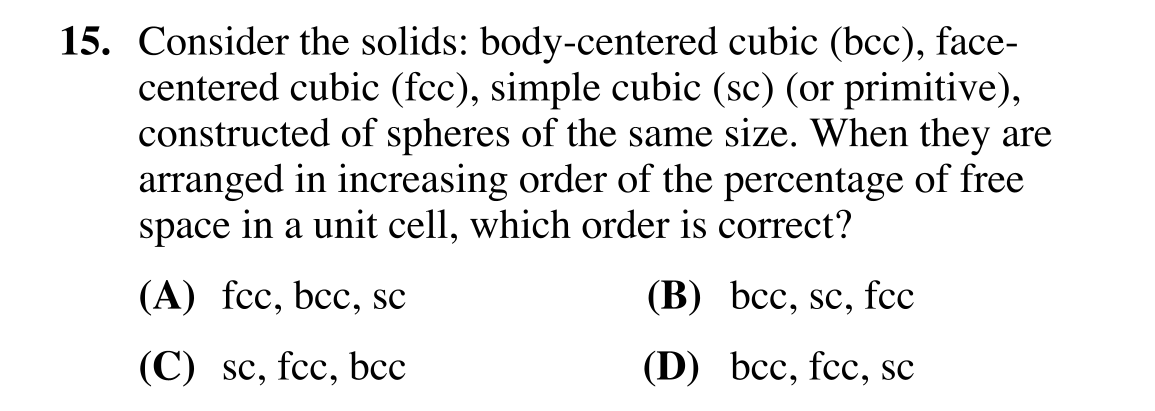 15. Consider the solids: body-centered cubic (bcc), face-
centered cubic (fcc), simple cubic (sc) (or primitive),
constructed of spheres of the same size. When they are
arranged in increasing order of the percentage of free
space in a unit cell, which order is correct?
(A) fcc, bcc, sc (B) bcc, sc, fcc
(C) sc, fcc, bcc (D) bcc, fcc, sc